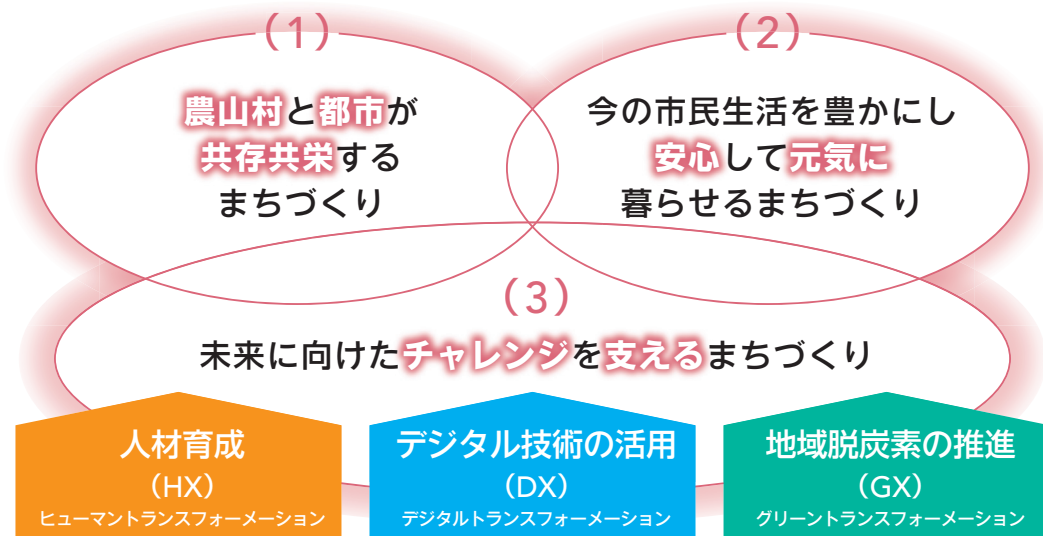 (1)
農山村と都市が
共存共栄する
まちづくり
(2)
今の市民生活を豊かにし
安心して元気に
暮らせるまちづくり
(3)
未来に向けたチャレンジを支えるまちづくり
人材育成
(HX)
ヒューマントランスフォーメーション
デジタル技術の活用
(DX)
デジタルトランスフォーメーション
地域脱炭素の推進
(GX)
グリーントランスフォーメーション